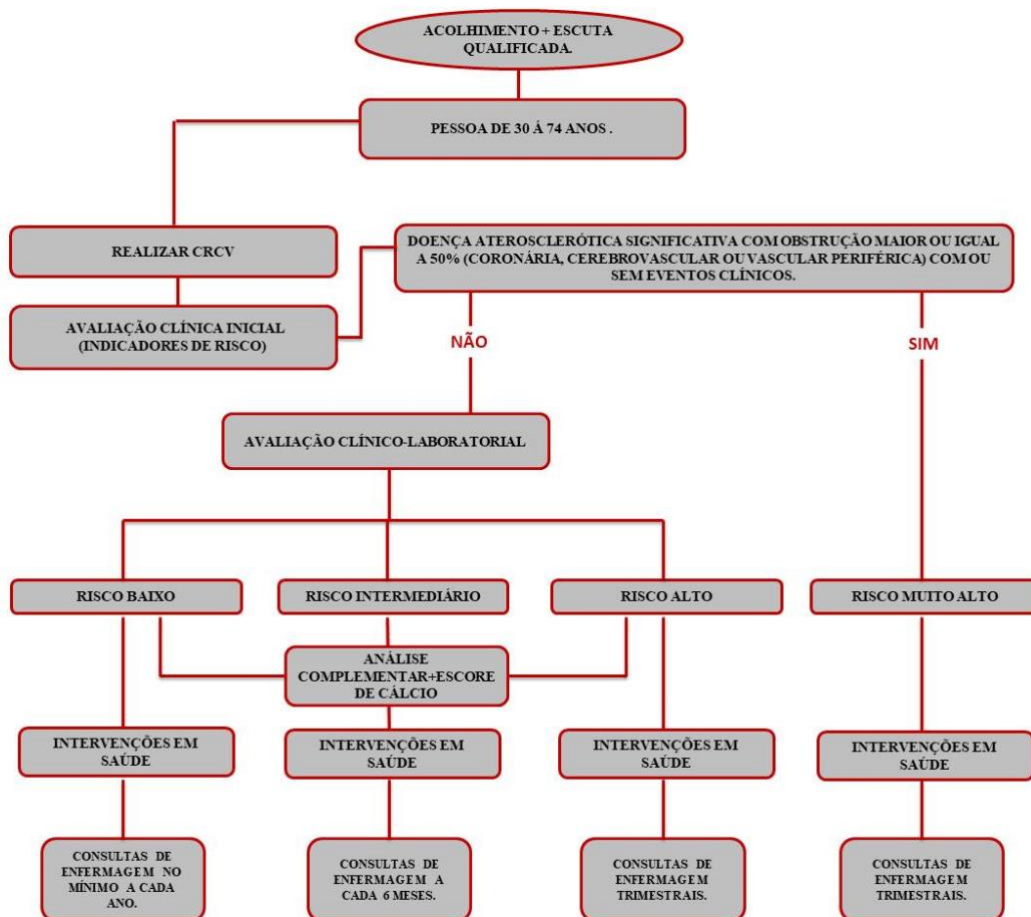 ACOLHIMENTO + ESCUTA
QUALIFICADA.
PESSOA DE 30 Á 74 ANOS .
REALIZAR CRCV
DOENÇA ATEROSCLERÓTICA SIGNIFICATIVA COM OBSTRUÇÃO MAIOR OU IGUAL
A 50% (CORONÁRIA, CEREBROVASCULAR OU VASCULAR PERIFÉRICA) COM OU
SEM EVENTOS CLÍNICOS.
AVALIAÇÃO CLÍNICA INICIAL
(INDICADORES DE RISCO)
NÃO
SIM
AVALIAÇÃO CLÍNICO-LABORATORIAL
RISCO BAIXO
RISCO INTERMEDIÁRIO
RISCO ALTO
RISCO MUITO ALTO
ANÁLISE
COMPLEMENTAR+ESCORE
DE CÁLCIO
INTERVENÇÕES EM
SAÚDE
INTERVENÇÕES EM
SAÚDE
INTERVENÇÕES EM
SAÚDE
INTERVENÇÕES EM
SAÚDE
CONSULTAS DE
ENFERMAGEM NO
MÍNIMO A CADA
ANO.
CONSULTAS DE
ENFERMAGEM A
CADA 6 MESES.
CONSULTAS DE
ENFERMAGEM
TRIMESTRAIS.
CONSULTAS DE
ENFERMAGEM
TRIMESTRAIS.